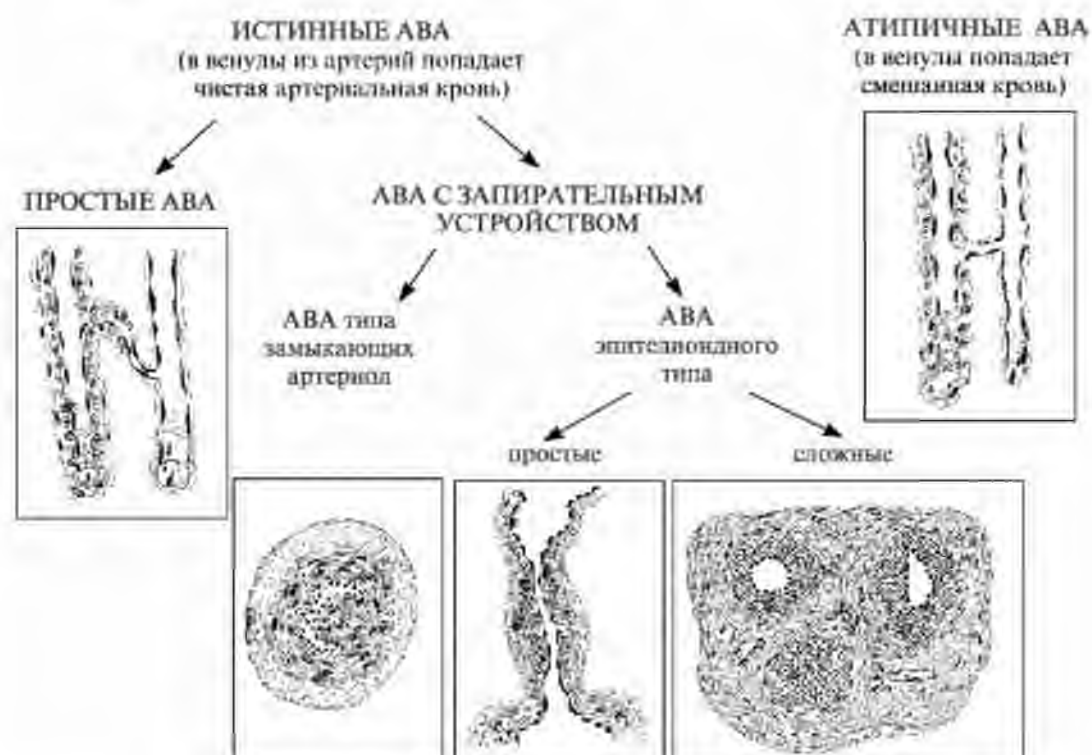 ИСТИННЫЕ АВА
(в венулы из артерий попадает
чистая артериальная кровь)
АТИПИЧНЫЕ АВА
(в венулы попадает
смешанная кровь)
ПРОСТЫЕ АВА
АВА С ЗАПИРАТЕЛЬНЫМ
УСТРОЙСТВОМ
АВА типа
замыкающих
артериол
АВА
эпителиоидного
типа
простые
сложные